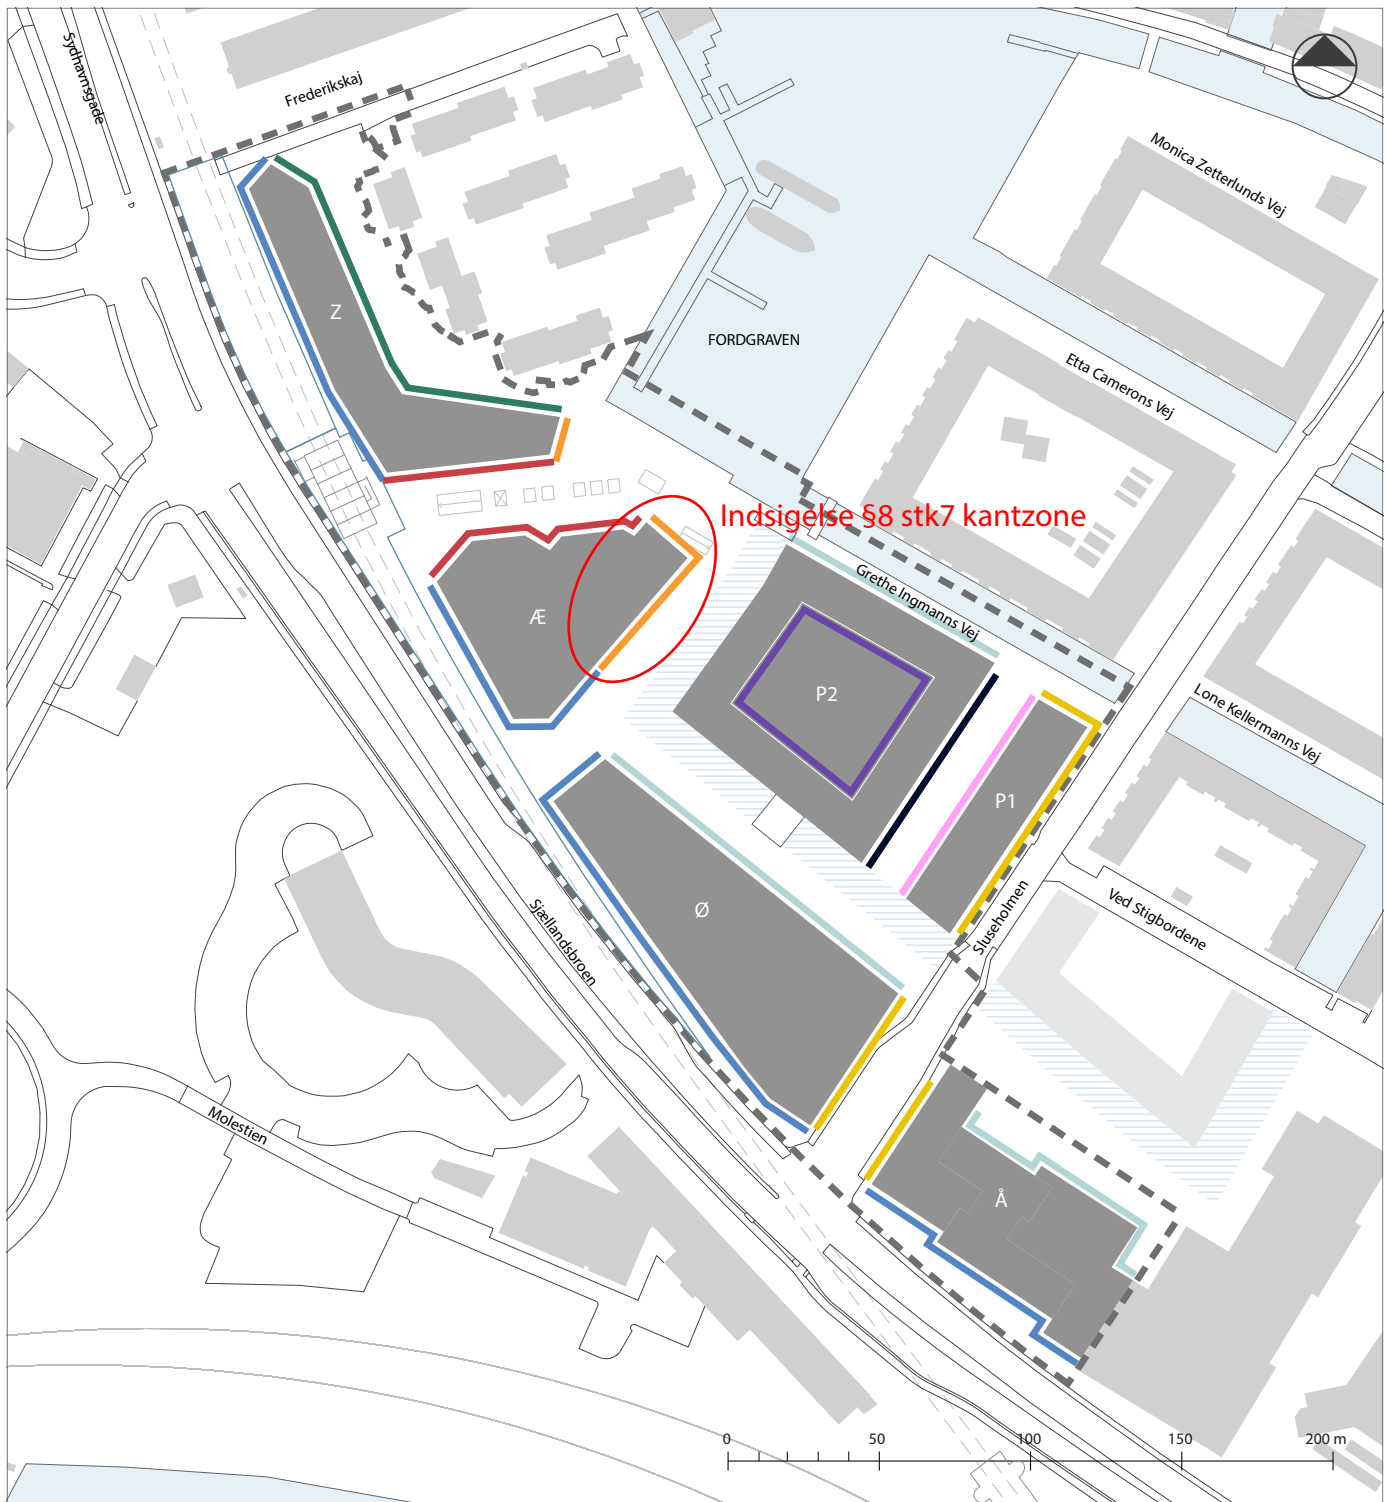 Sydhavnsgade
Frederikskaj
Monica Zetterlunds Vej
Z
FORDGRAVEN
Etta Camerons Vej
Indsigelse §8 stk7 kantzone
Grethe Ingmanns Vej
Æ
P2
Lone Kellermanns Vej
P1
Ø
Sluseholmen
Ved Stigbordene
Sjællandsbroen
Molestien
Å
0 50 100 150 200 m